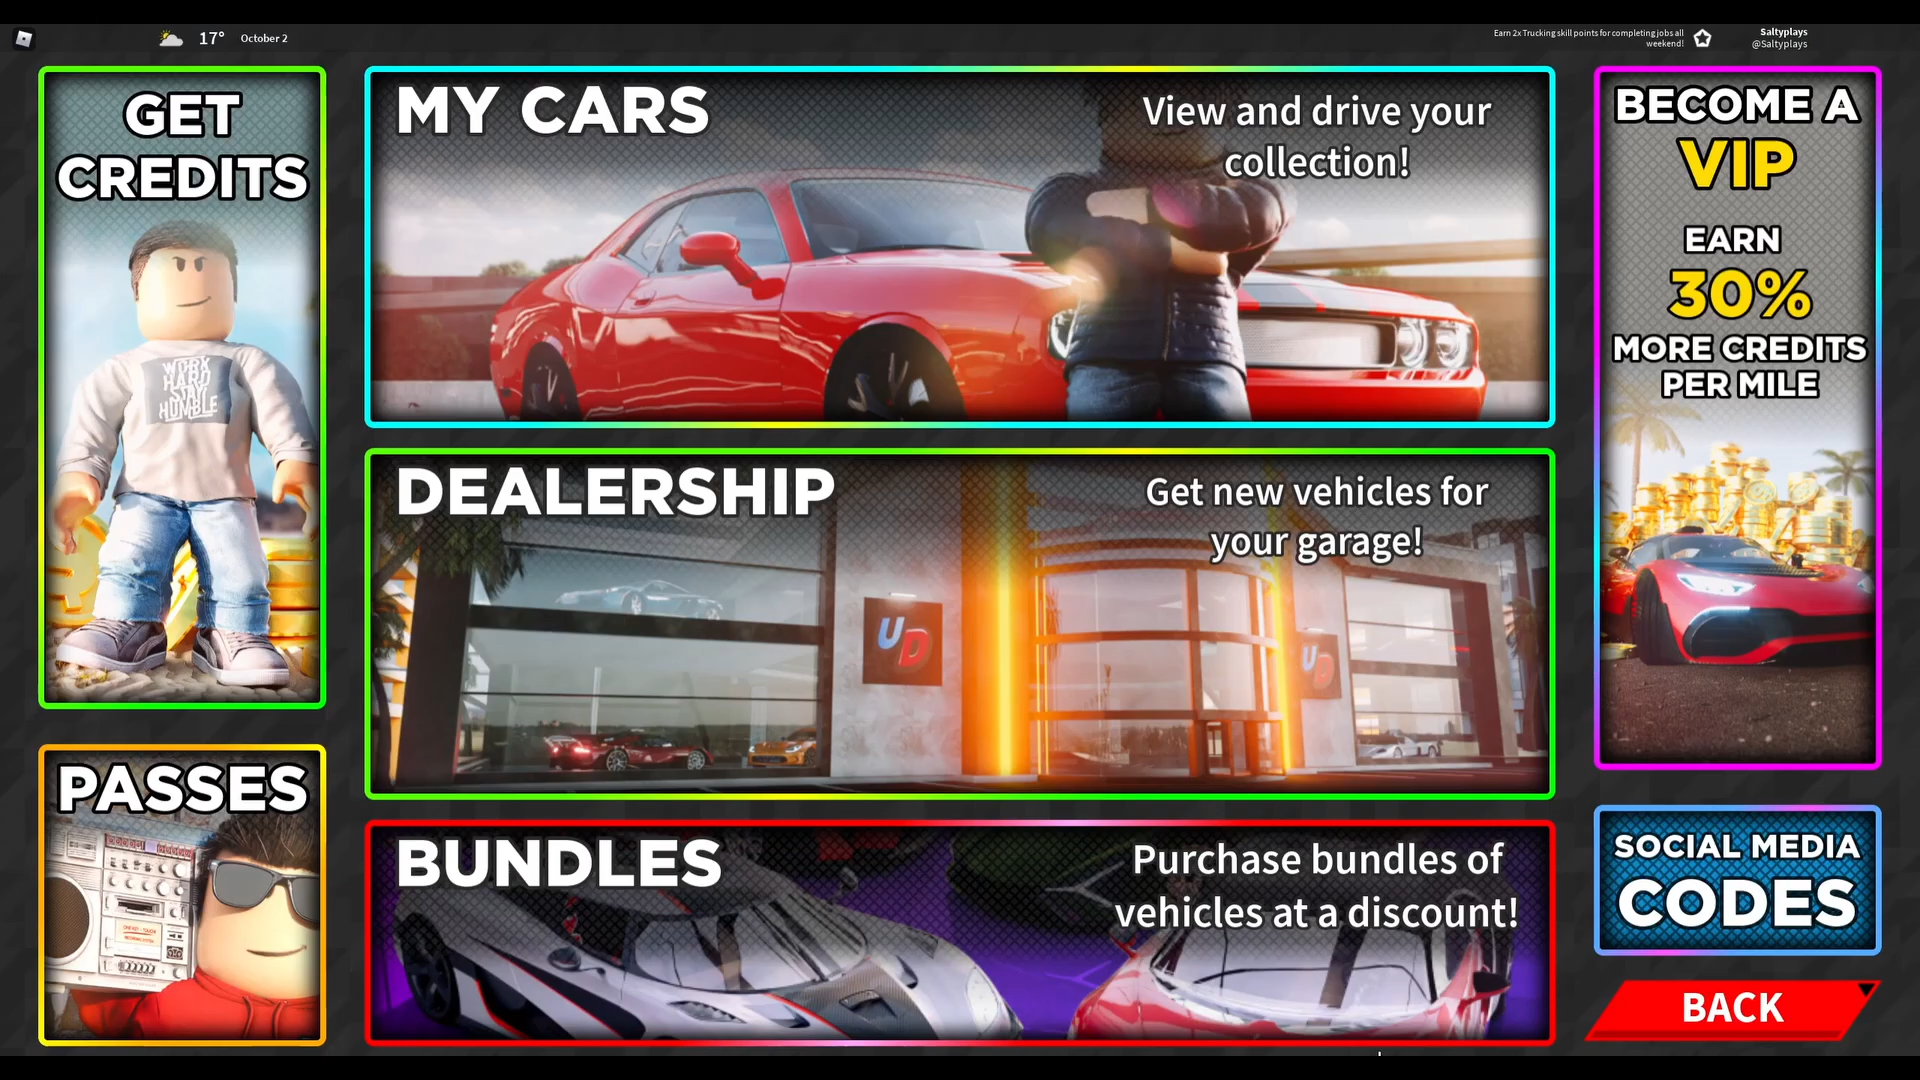 17°
October 2
Earn 2x Trucking skill points for completing jobs all
weekend!
Saltyplays
@Saltyplays
GET
CREDITS
WORK
HARD
STAY
HUMBLE
PASSES
MY CARS
View and drive your
collection!
DEALERSHIP
Get new vehicles for
your garage!
UD
UD
BUNDLES
Purchase bundles of
vehicles at a discount!
BECOME A
VIP
EARN
30%
MORE CREDITS
PER MILE
SOCIAL MEDIA
CODES
BACK